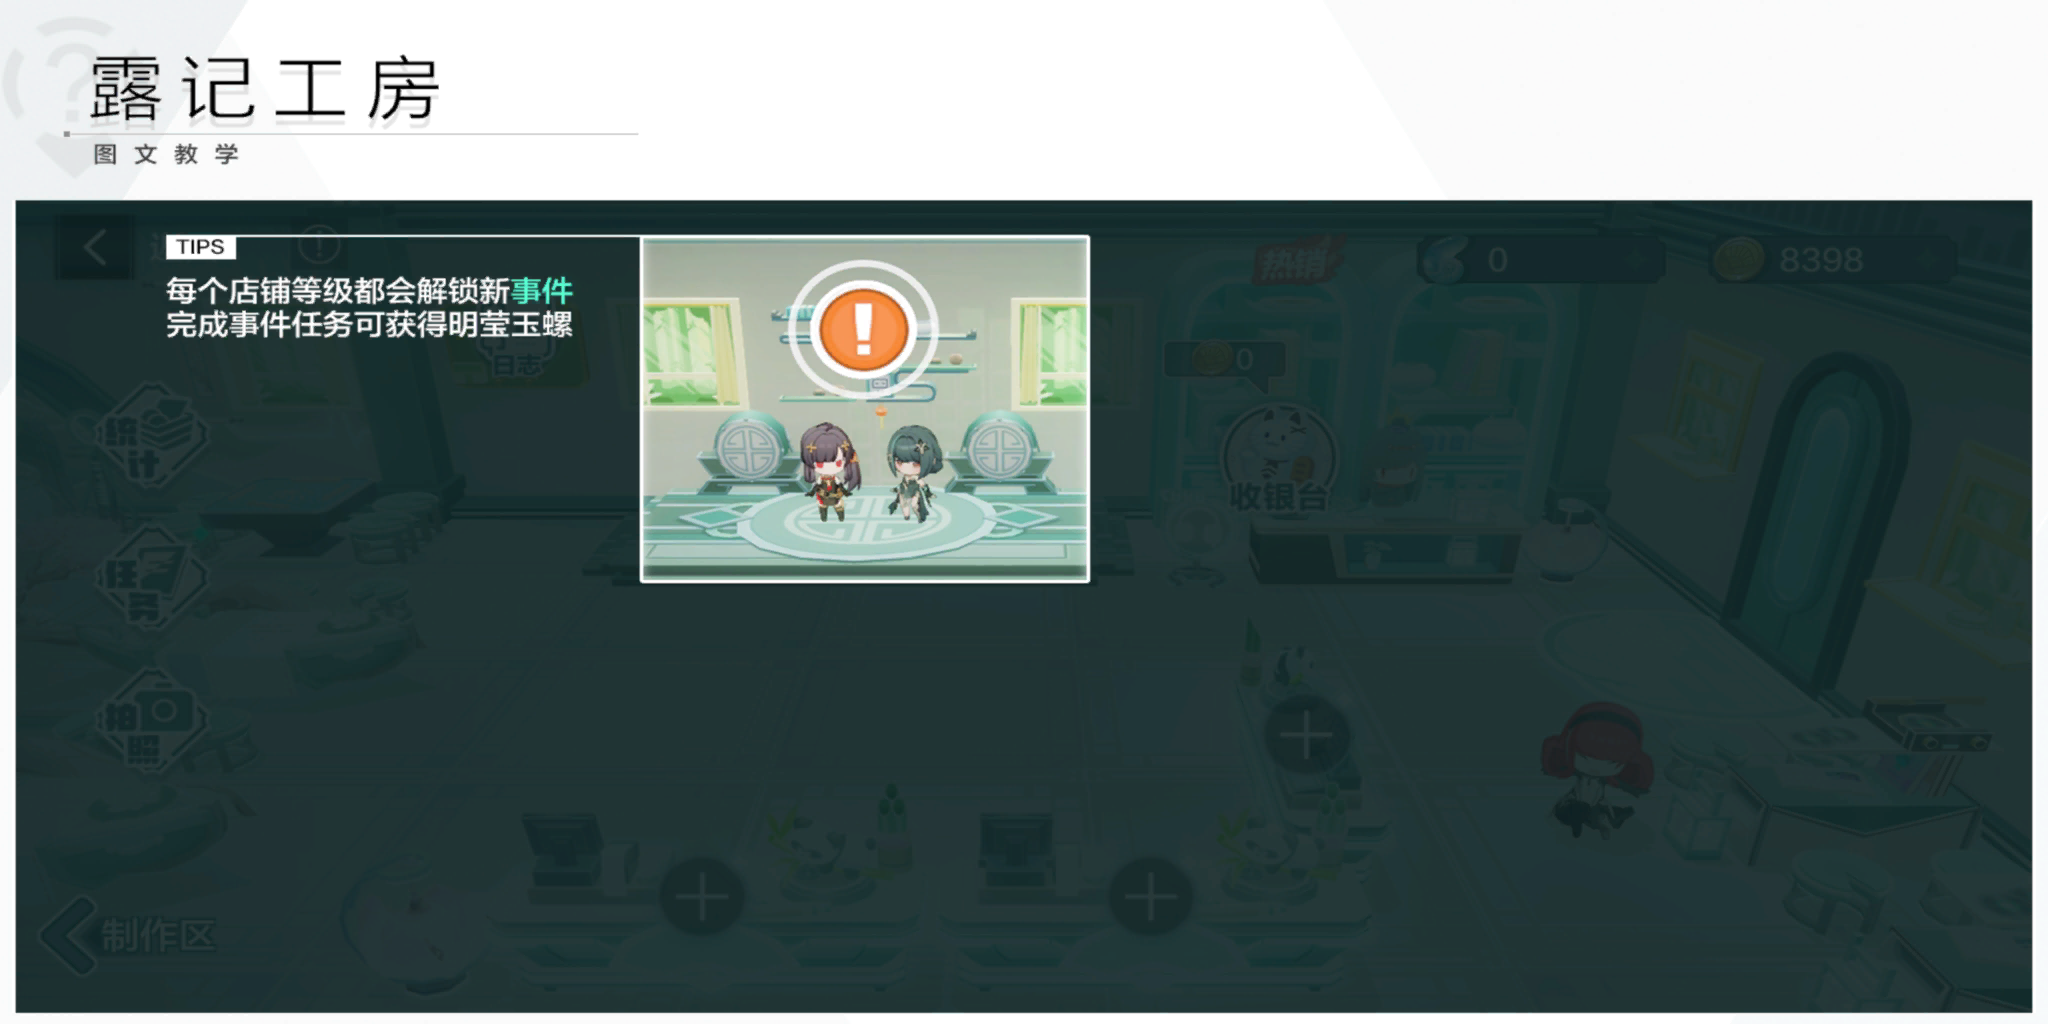 露记工房
图文教学
TIPS
每个店铺等级都会解锁新事件
完成事件任务可获得明莹玉螺
热销
0
8398
日志
0
统计
收银台
任务
拍照
制作区